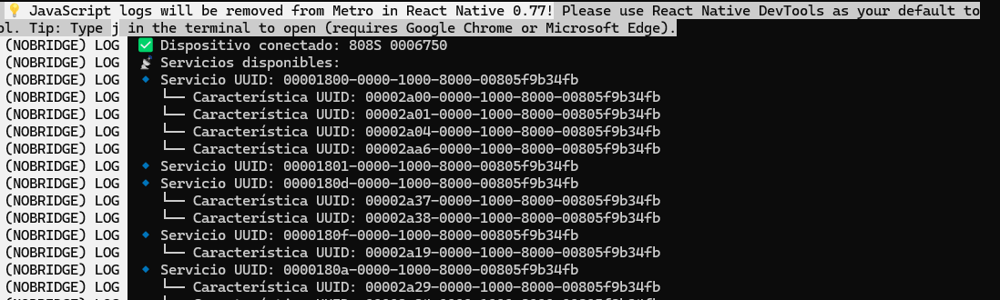 💡 JavaScript logs will be removed from Metro in React Native 0.77! Please use React Native DevTools as your default to
ol. Tip: Type j in the terminal to open (requires Google Chrome or Microsoft Edge).
(NOBRIDGE) LOG ✅ Dispositivo conectado: 808S 0006750
(NOBRIDGE) LOG 📡 Servicios disponibles:
(NOBRIDGE) LOG 🔹 Servicio UUID: 00001800-0000-1000-8000-00805f9b34fb
(NOBRIDGE) LOG └── Característica UUID: 00002a00-0000-1000-8000-00805f9b34fb
(NOBRIDGE) LOG └── Característica UUID: 00002a01-0000-1000-8000-00805f9b34fb
(NOBRIDGE) LOG └── Característica UUID: 00002a04-0000-1000-8000-00805f9b34fb
(NOBRIDGE) LOG └── Característica UUID: 00002aa6-0000-1000-8000-00805f9b34fb
(NOBRIDGE) LOG 🔹 Servicio UUID: 00001801-0000-1000-8000-00805f9b34fb
(NOBRIDGE) LOG 🔹 Servicio UUID: 0000180d-0000-1000-8000-00805f9b34fb
(NOBRIDGE) LOG └── Característica UUID: 00002a37-0000-1000-8000-00805f9b34fb
(NOBRIDGE) LOG └── Característica UUID: 00002a38-0000-1000-8000-00805f9b34fb
(NOBRIDGE) LOG 🔹 Servicio UUID: 0000180f-0000-1000-8000-00805f9b34fb
(NOBRIDGE) LOG └── Característica UUID: 00002a19-0000-1000-8000-00805f9b34fb
(NOBRIDGE) LOG 🔹 Servicio UUID: 0000180a-0000-1000-8000-00805f9b34fb
(NOBRIDGE) LOG └── Característica UUID: 00002a29-0000-1000-8000-00805f9b34fb